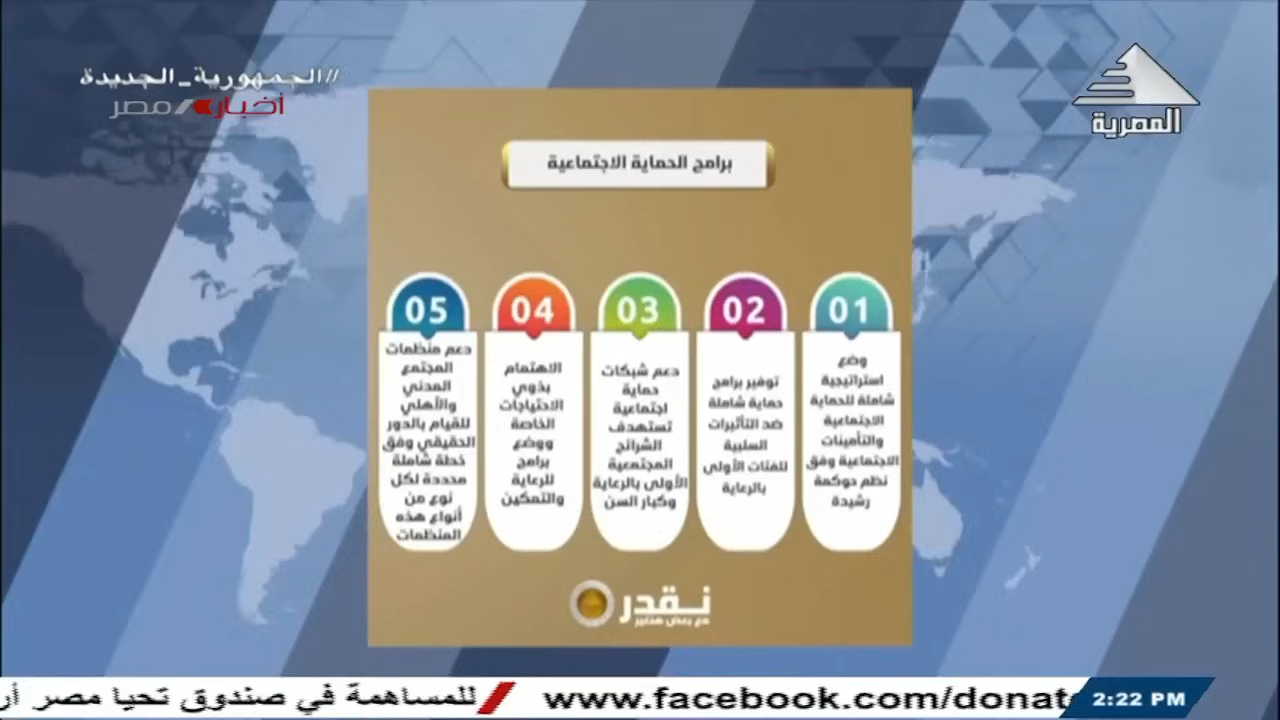 //الجمهورية_الجديدة
أخبار مصر
المصرية
برامج الحماية الاجتماعية
01
وضع
استراتيجية
شاملة للحماية
الاجتماعية
والتأمينات
الاجتماعية وفق
نظم حوكمة
رشيدة
02
توفير برامج
حماية شاملة
ضد التأثيرات
السلبية
للفئات الأولى
بالرعاية
03
دعم شبكات
حماية
اجتماعية
تستهدف
الشرائح
المجتمعية
الأولى بالرعاية
وكبار السن
04
الاهتمام
بذوي
الاحتياجات
الخاصة
ووضع
برامج
للرعاية
والتمكين
05
دعم منظمات
المجتمع
المدني
والأهلي
للقيام بالدور
الحقيقي وفق
خطة شاملة
محددة لكل
نوع من
أنواع هذه
المنظمات
نقدر
مع بعض هنغير
للمساهمة في صندوق تحيا مصر أر
www.facebook.com/donat
2:22 PM